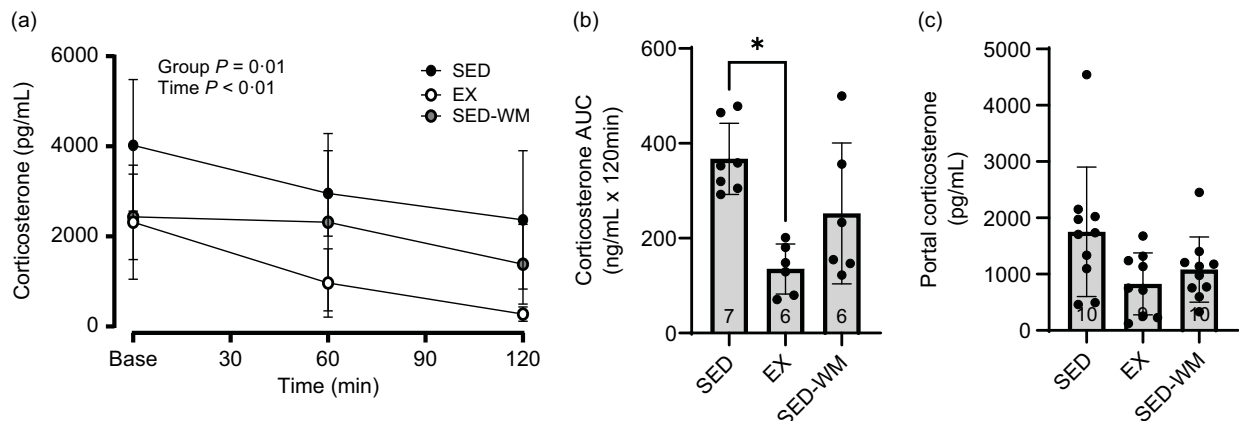 (a)
Corticosterone (pg/mL)
6000
4000
2000
0
Group P = 0·01
Time P < 0·01
SED
EX
SED-WM
Base
30
60
90
120
Time (min)
(b)
Corticosterone AUC
(ng/mL x 120min)
600
400
200
0
*
7
6
6
SED
EX
SED-WM
(c)
Portal corticosterone
(pg/mL)
5000
4000
3000
2000
1000
0
10
9
10
SED
EX
SED-WM